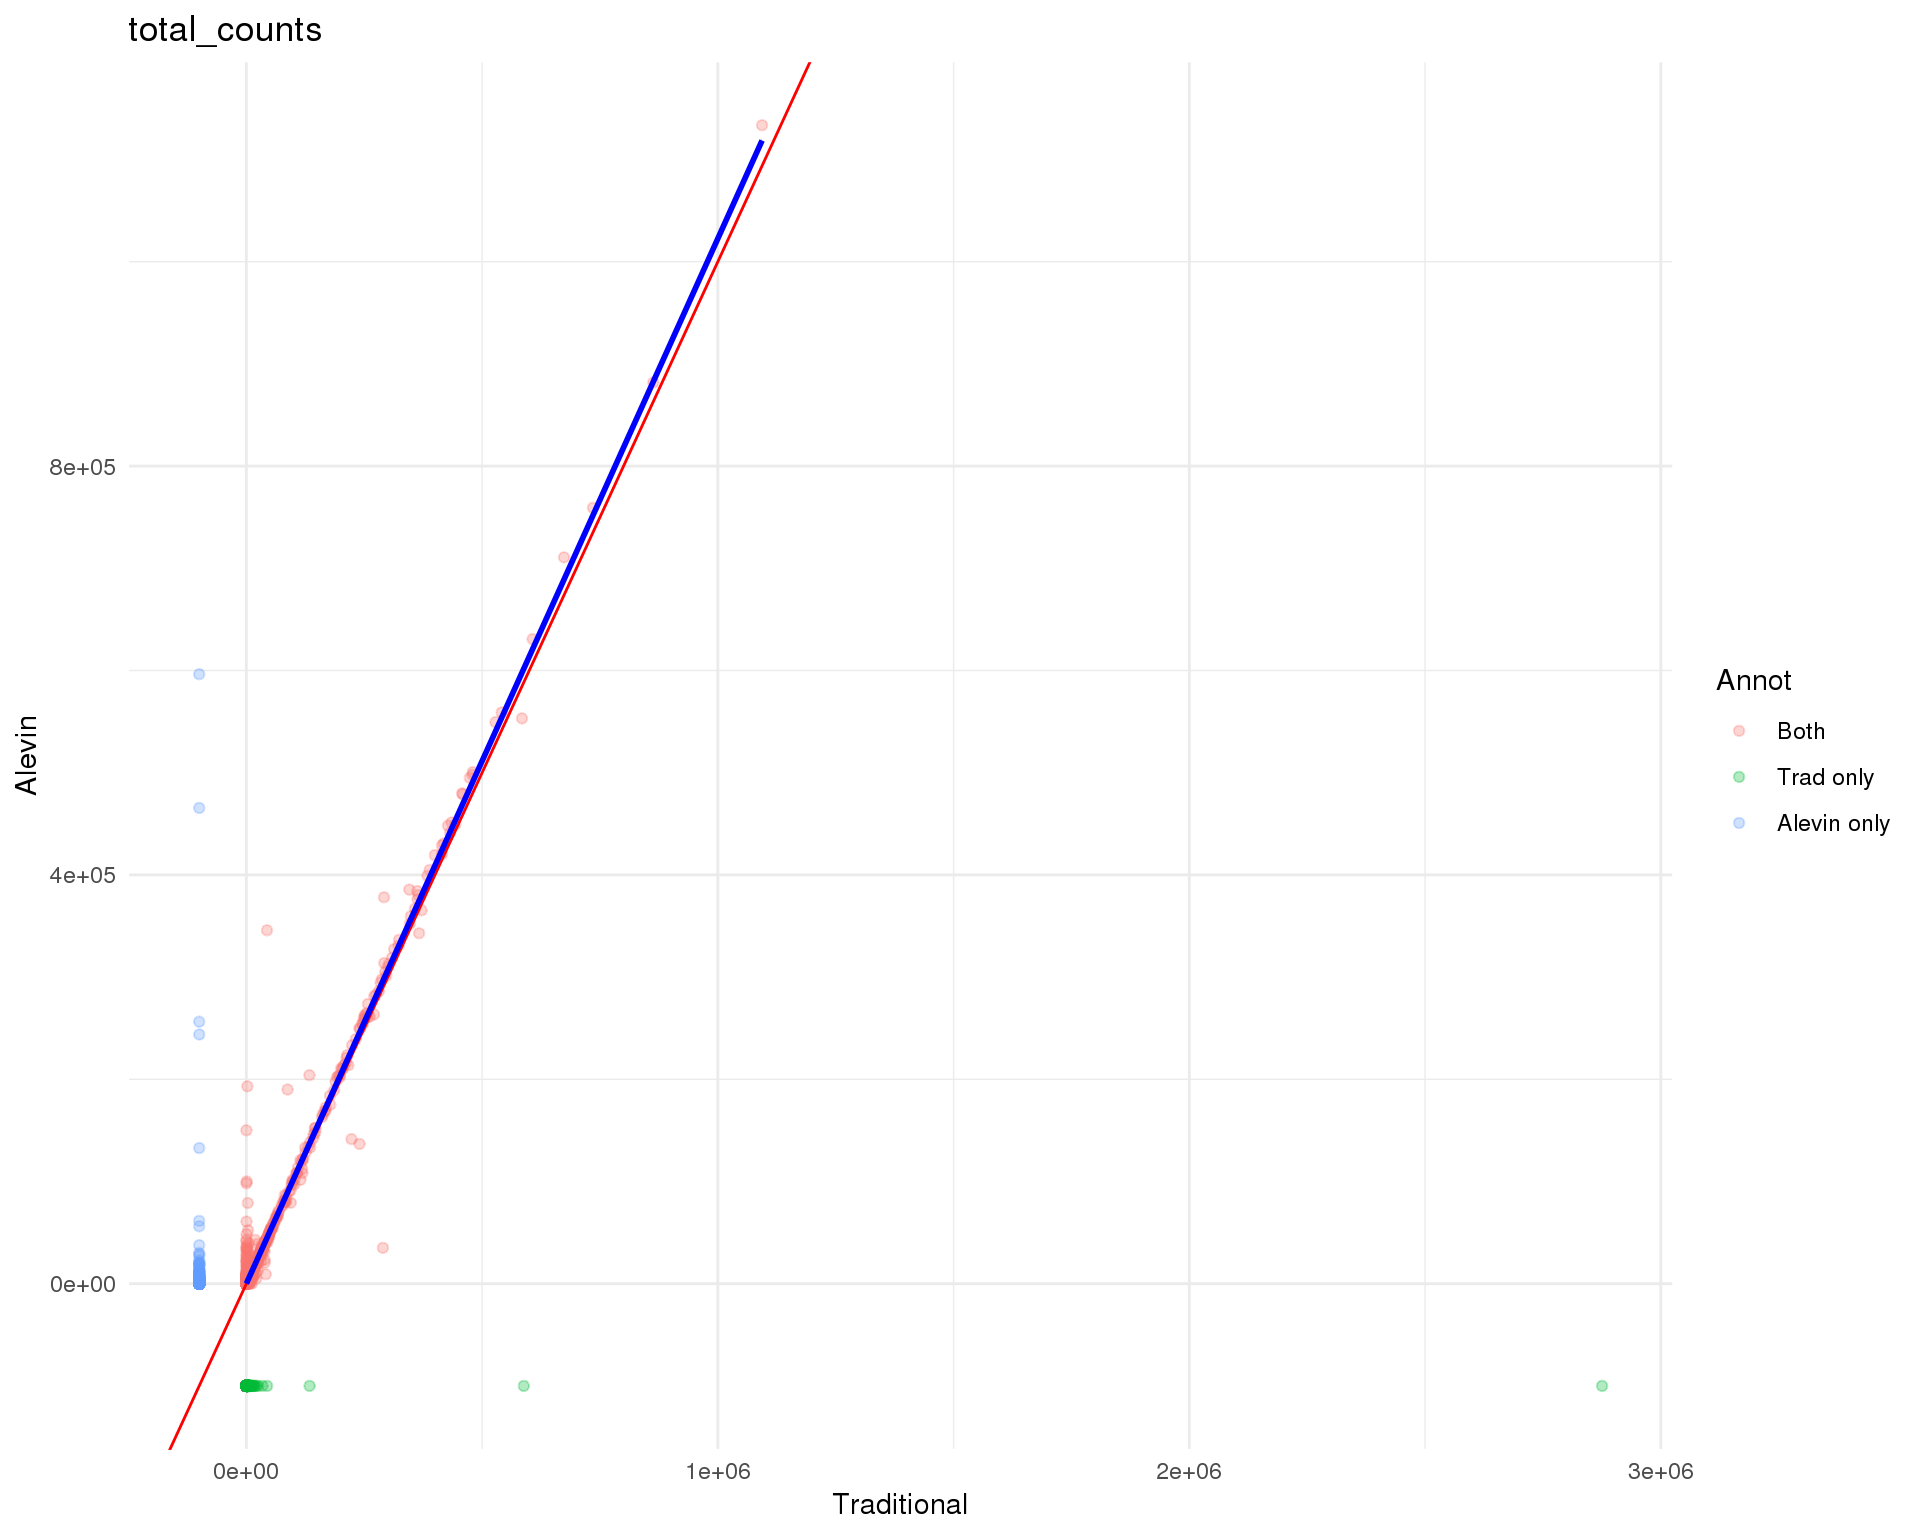 total_counts
Alevin
8e+05
4e+05
0e+00
0e+00 1e+06 2e+06 3e+06
Traditional
Annot
Both
Trad only
Alevin only